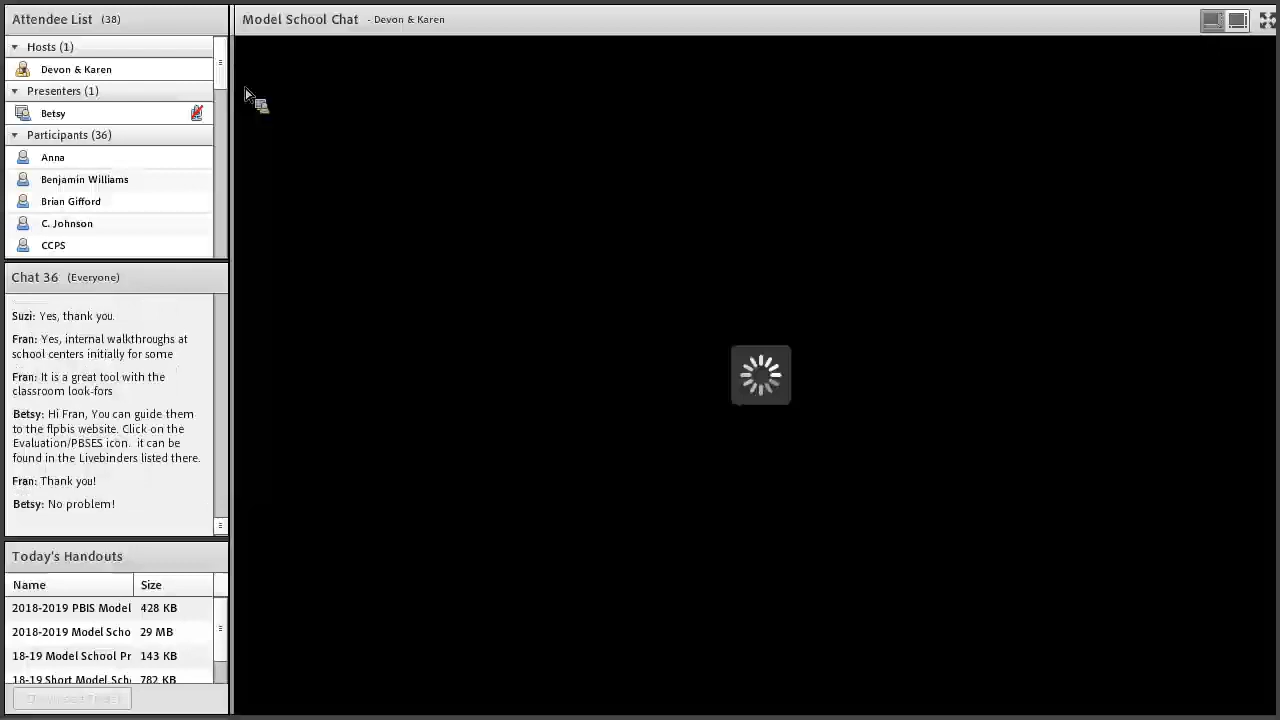 Attendee List (38)
Hosts (1)
Devon & Karen
Presenters (1)
Betsy
Participants (36)
Anna
Benjamin Williams
Brian Gifford
C. Johnson
CCPS
Chat 36 (Everyone)
Suzi: Yes, thank you.
Fran: Yes, internal walkthroughs at
school centers initially for some
Fran: It is a great tool with the
classroom look-fors
Betsy: Hi Fran, You can guide them
to the flpbis website. Click on the
Evaluation/PBSES icon. it can be
found in the Livebinders listed there.
Fran: Thank you!
Betsy: No problem!
Today's Handouts
Name Size
2018-2019 PBIS Model 428 KB
2018-2019 Model Scho 29 MB
18-19 Model School Pr 143 KB
18-19 Short Model Sch 782 KB
Model School Chat - Devon & Karen